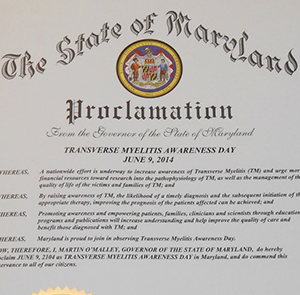 The State of Maryland
Proclamation
From the Governor of the State of Maryland
TRANSVERSE MYELITIS AWARENESS DAY
JUNE 9, 2014
WHEREAS, A nationwide effort is underway to increase awareness of Transverse Myelitis (TM) and urge more
financial resources toward research into the pathophysiology of TM, as well as the management of the
quality of life of the victims and families of TM; and
WHEREAS, By raising awareness of TM, the likelihood of a timely diagnosis and the subsequent initiation of the
appropriate therapy, improving the prognosis of the patients affected can be achieved; and
WHEREAS, Promoting awareness and empowering patients, families, clinicians and scientists through education
programs and publications will increase understanding and help improve the quality of care and
benefit those diagnosed with TM; and
WHEREAS, Maryland is proud to join in observing Transverse Myelitis Awareness Day.
NOW, THEREFORE, I, MARTIN O'MALLEY, GOVERNOR OF THE STATE OF MARYLAND, do hereby
proclaim JUNE 9, 2104 as TRANSVERSE MYELITIS AWARENESS DAY in Maryland, and do commend this
observance to all of our citizens.